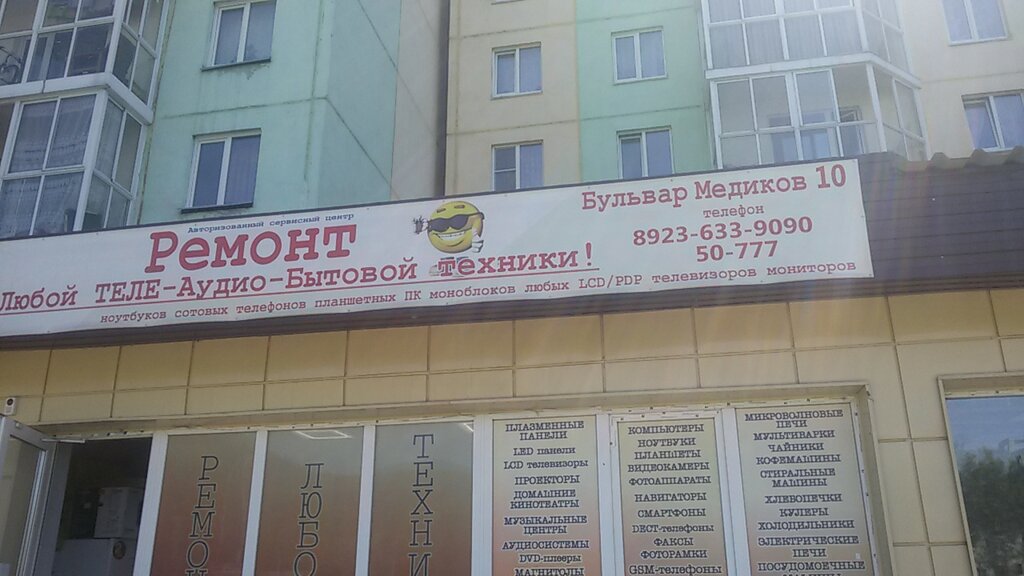 Авторизованный сервисный центр
Ремонт
Любой ТЕЛЕ-Аудио-Бытовой техники!
ноутбуков сотовых телефонов планшетных ПК моноблоков любых LCD/PDP телевизоров мониторов
Бульвар Медиков 10
телефон
8923-633-9090
50-777
РЕМОН
ЛЮБО
ТЕХНИ
ПЛАЗМЕННЫЕ
ПАНЕЛИ
LED панели
LCD телевизоры
ПРОЕКТОРЫ
ДОМАШНИЕ
КИНОТЕАТРЫ
МУЗЫКАЛЬНЫЕ
ЦЕНТРЫ
АУДИОСИСТЕМЫ
DVD-плееры
МАГНИТОЛЫ
КОМПЬЮТЕРЫ
НОУТБУКИ
ПЛАНШЕТЫ
ВИДЕОКАМЕРЫ
ФОТОАППАРАТЫ
НАВИГАТОРЫ
СМАРТФОНЫ
DECT-телефоны
ФАКСЫ
ФОТОРАМКИ
GSM-телефоны
МИКРОВОЛНОВЫЕ
ПЕЧИ
МУЛЬТИВАРКИ
ЧАЙНИКИ
КОФЕМАШИНЫ
СТИРАЛЬНЫЕ
МАШИНЫ
ХЛЕБОПЕЧКИ
КУЛЕРЫ
ХОЛОДИЛЬНИКИ
ЭЛЕКТРИЧЕСКИЕ
ПЕЧИ
ПОСУДОМОЕЧНЫЕ